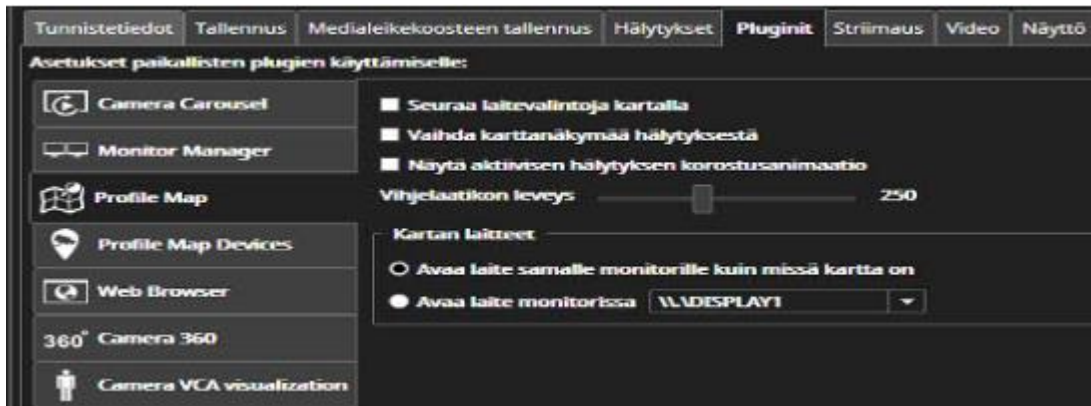 Tunnistetiedot Tallennus Medialeikekoosteen tallennus Hälytykset Pluginit Striimaus Video Näyttö
Asetukset paikallisten plugien käyttämiselle:
Camera Carousel
Monitor Manager
Profile Map
Profile Map Devices
Web Browser
360° Camera 360
Camera VCA visualization
Seuraa laitevalintoja kartalla
Vaihda karttanäkymää hälytyksestä
Näytä aktiivisen hälytyksen korostusanimaatio
Vihjelaatikon leveys 250
Kartan laitteet
Avaa laite samalle monitorille kuin missä kartta on
Avaa laite monitorissa \\.\DISPLAY1